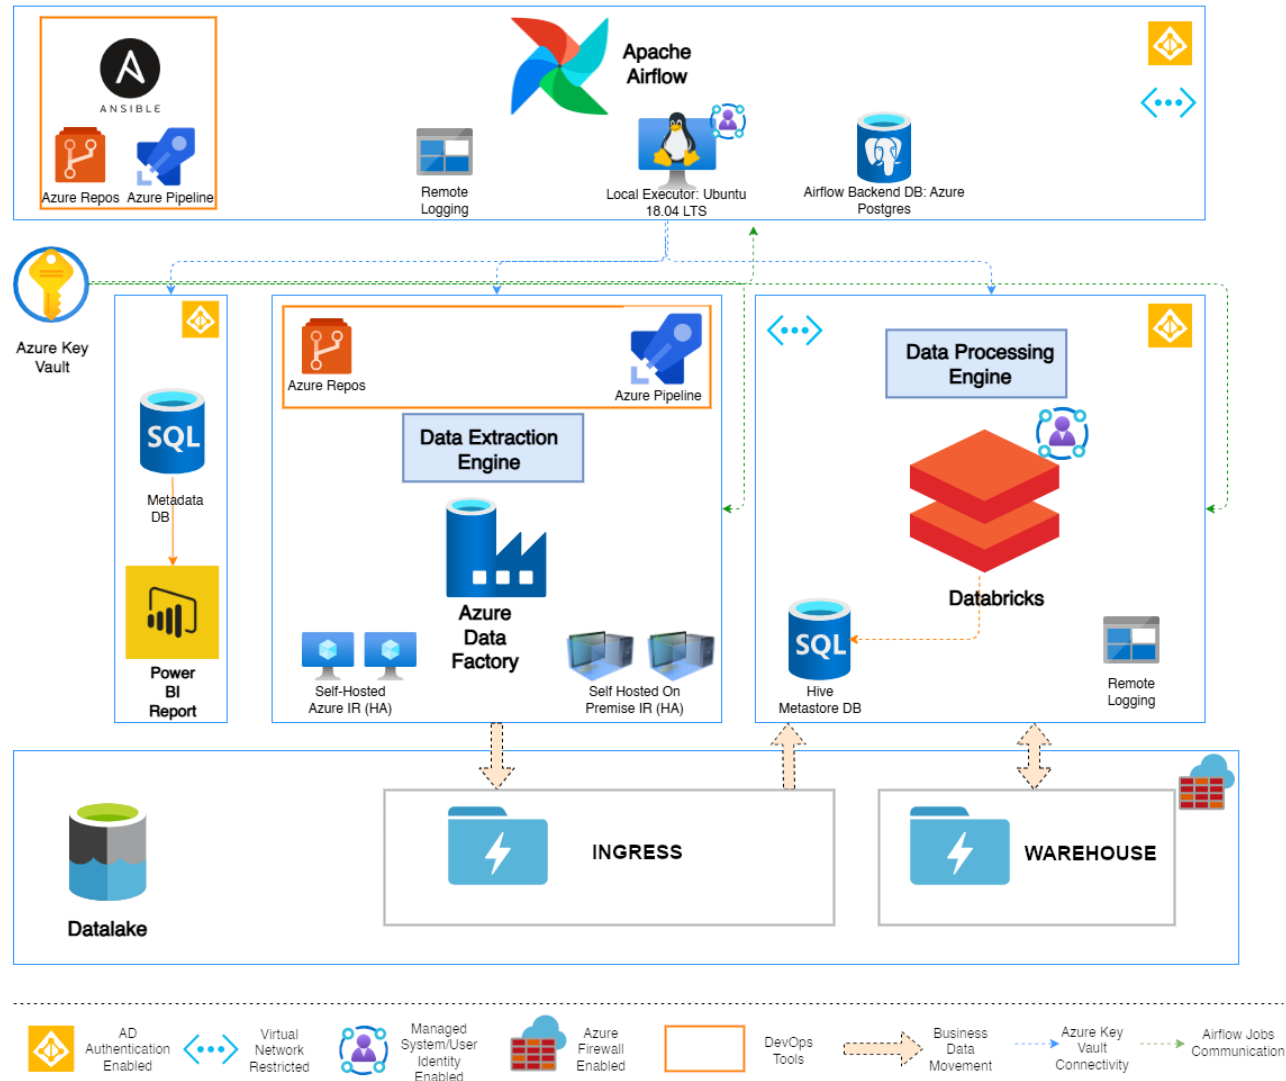 Apache
Airflow
ANSIBLE
Azure Repos
Azure Pipeline
Remote
Logging
Local Executor: Ubuntu
18.04 LTS
Airflow Backend DB: Azure
Postgres
Azure Key
Vault
SQL
Metadata
DB
Power
BI
Report
Azure Repos
Azure Pipeline
Data Extraction
Engine
Azure
Data
Factory
Self-Hosted
Azure IR (HA)
Self Hosted On
Premise IR (HA)
Data Processing
Engine
Databricks
SQL
Hive
Metastore DB
Remote
Logging
Datalake
INGRESS
WAREHOUSE
AD
Authentication
Enabled
Virtual
Network
Restricted
Managed
System/User
Identity
Enabled
Azure
Firewall
Enabled
DevOps
Tools
Business
Data
Movement
Azure Key
Vault
Connectivity
Airflow Jobs
Communication